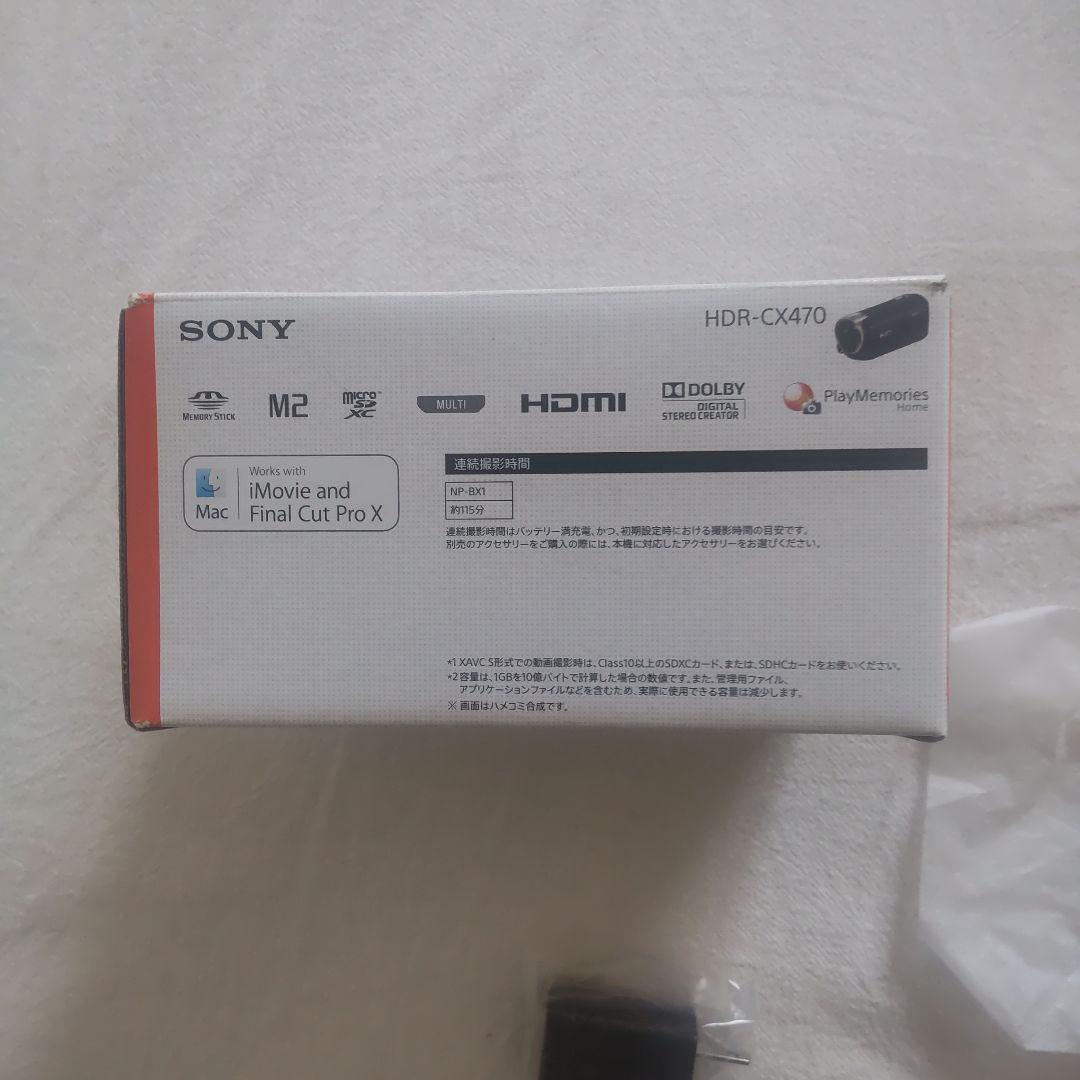 SONY
HDR-CX470
MEMORY STICK
M2
micro SD XC™
MULTI
HDMI
DOLBY
DIGITAL
STEREO CREATOR
PlayMemories
Home
Mac
Works with
iMovie and
Final Cut Pro X
連続撮影時間
NP-BX1
約115分
連続撮影時間はバッテリー満充電、かつ、初期設定時における撮影時間の目安です。
別売のアクセサリーをご購入の際には、本機に対応したアクセサリーをお選びください。
*1 XAVC S形式での動画撮影時は、Class10以上のSDXCカード、または、SDHCカードをお使いください。
*2 容量は、1GBを10億バイトで計算した場合の数値です。また、管理用ファイル、
アプリケーションファイルなどを含むため、実際に使用できる容量は減少します。
※ 画面はハメコミ合成です。